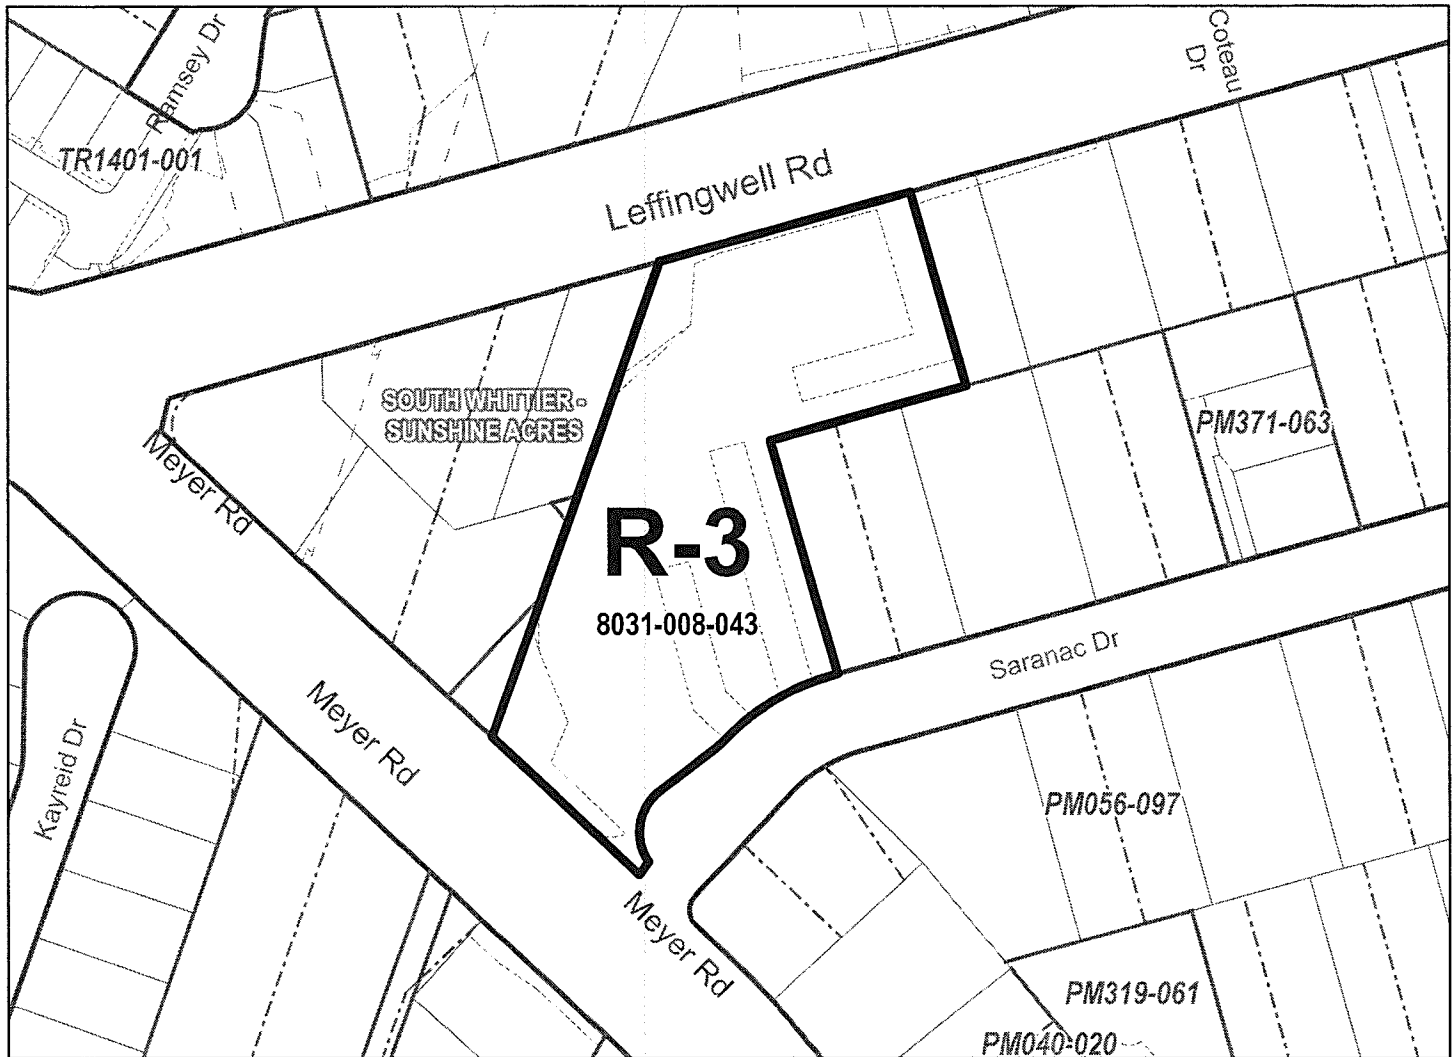 Ramsey Dr
Coteau
Dr
TR1401-001
Leffingwell Rd
SOUTH WHITTIER -
SUNSHINE ACRES
PM371-063
Meyer Rd
R-3
8031-008-043
Saranac Dr
Meyer Rd
Kayreid Dr
PM056-097
Meyer Rd
PM319-061
PM040-020